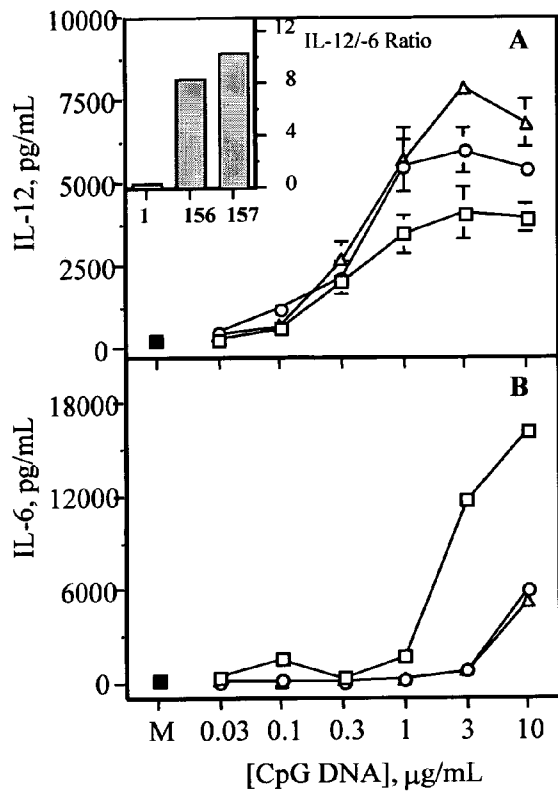 IL-12/-6 Ratio
A
12
8
4
0
1
156
157
10000
7500
5000
2500
0
IL-12, pg/mL
B
18000
12000
6000
0
IL-6, pg/mL
M 0.03 0.1 0.3 1 3 10
[CpG DNA], µg/mL